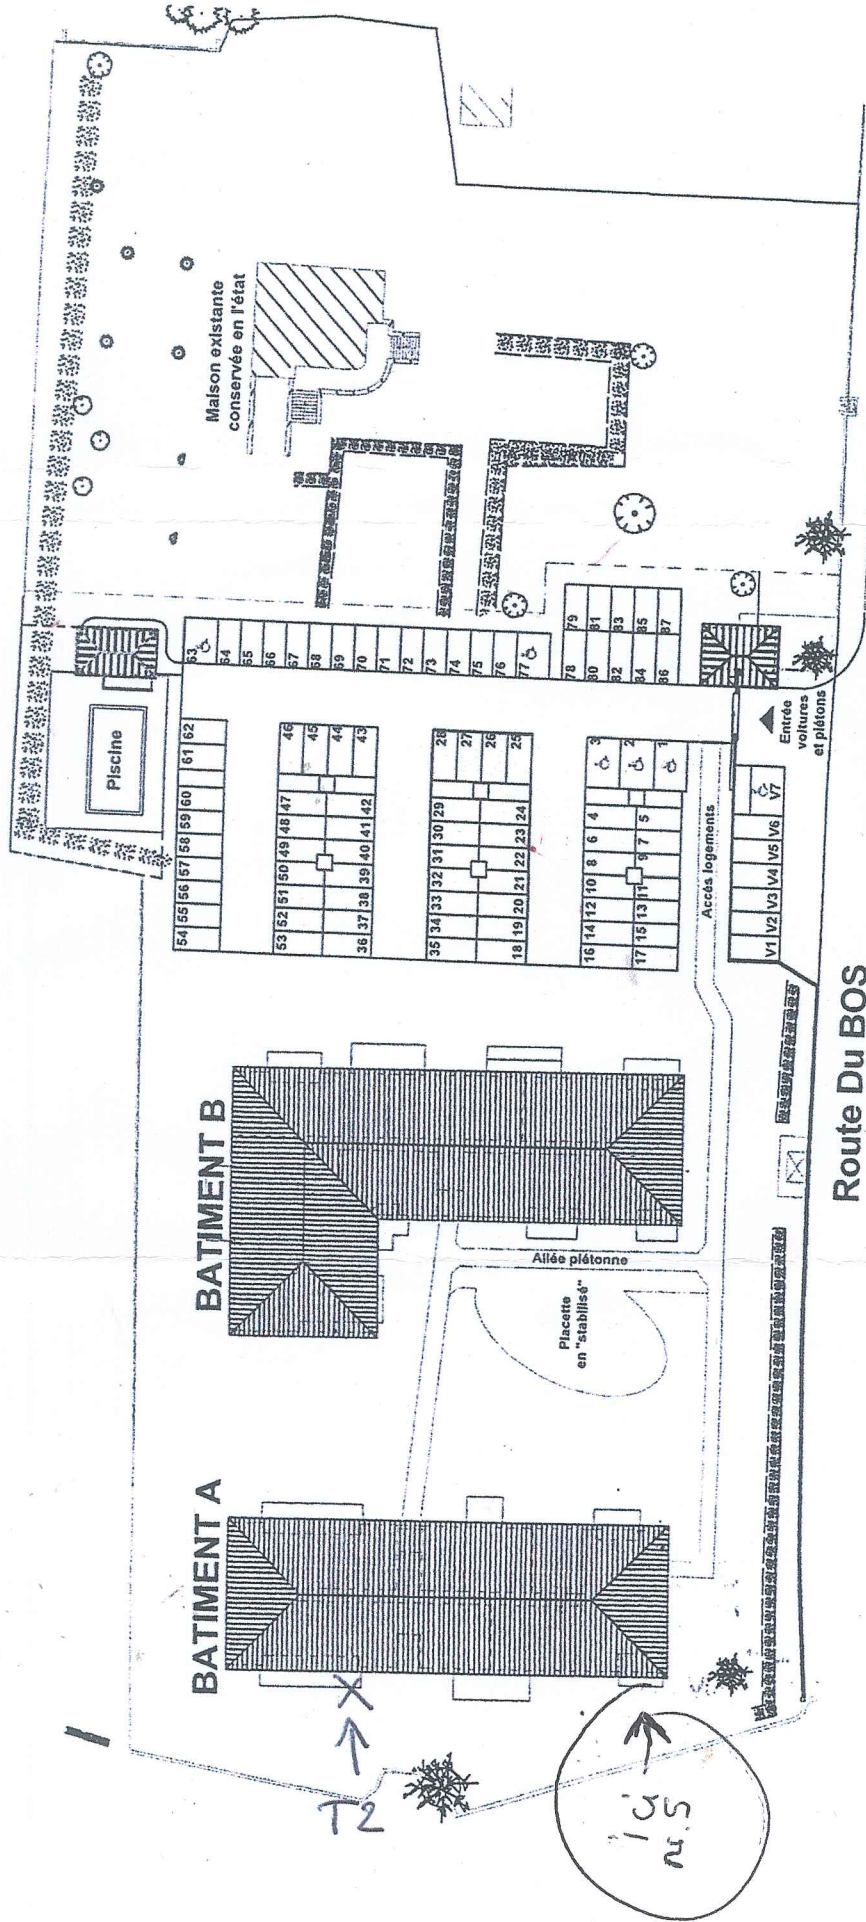 Maison existante
conservée en l'état
Piscine
63
64
65
66
67
68
69
70
71
72
73
74
75
76
77
79
81
83
85
87
78
80
82
84
86
54 55 56 57 58 59 60 61 62
53 52 51 50 49 48 47
46
45
44
43
36 37 38 39 40 41 42
35 34 33 32 31 30 29
28
27
26
25
18 19 20 21 22 23 24
16 14 12 10 8 6 4
3
2
1
17 15 13 11 9 7 5
Entrée
voitures
et piétons
V1 V2 V3 V4 V5 V6 V7
Accès logements
BATIMENT B
Allée piétonne
Placette
en "stabilisé"
BATIMENT A
Route Du BOS
T2
n.5